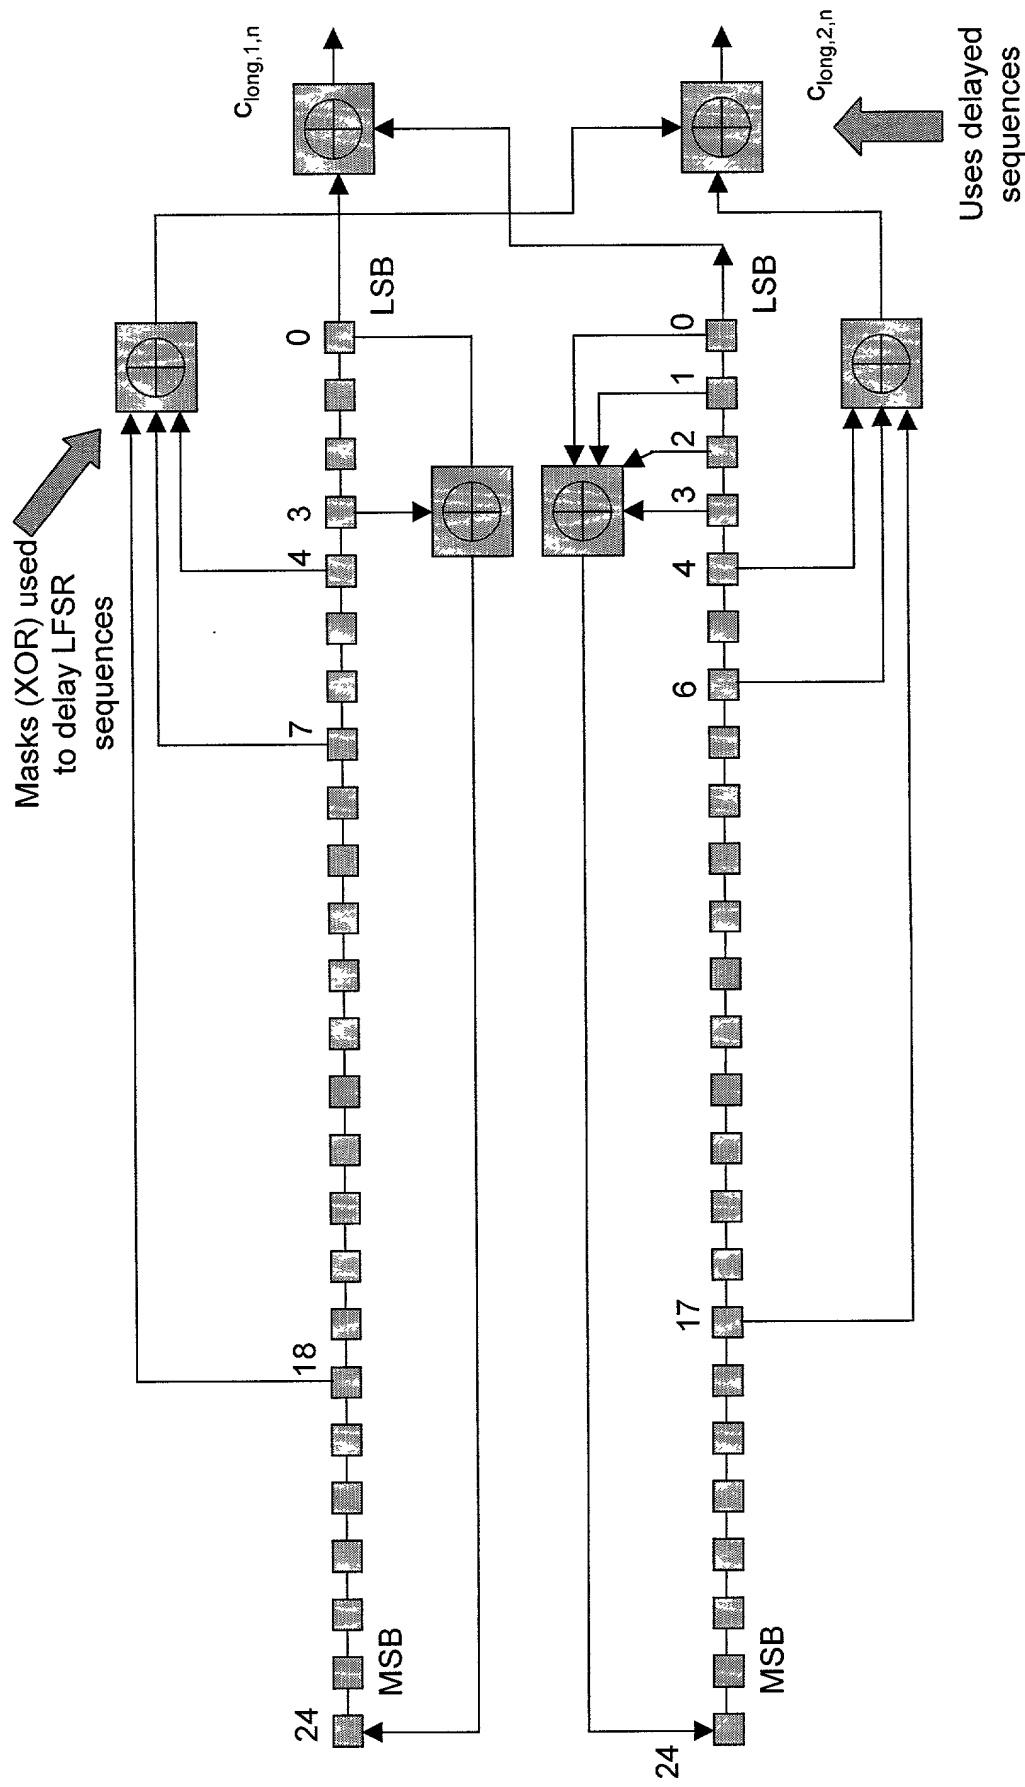 Masks (XOR) used
to delay LFSR
sequences
c_long,1,n
24
18
7
4
3
0
MSB
LSB
24
17
6
4
3
2
1
0
MSB
LSB
c_long,2,n
Uses delayed
sequences